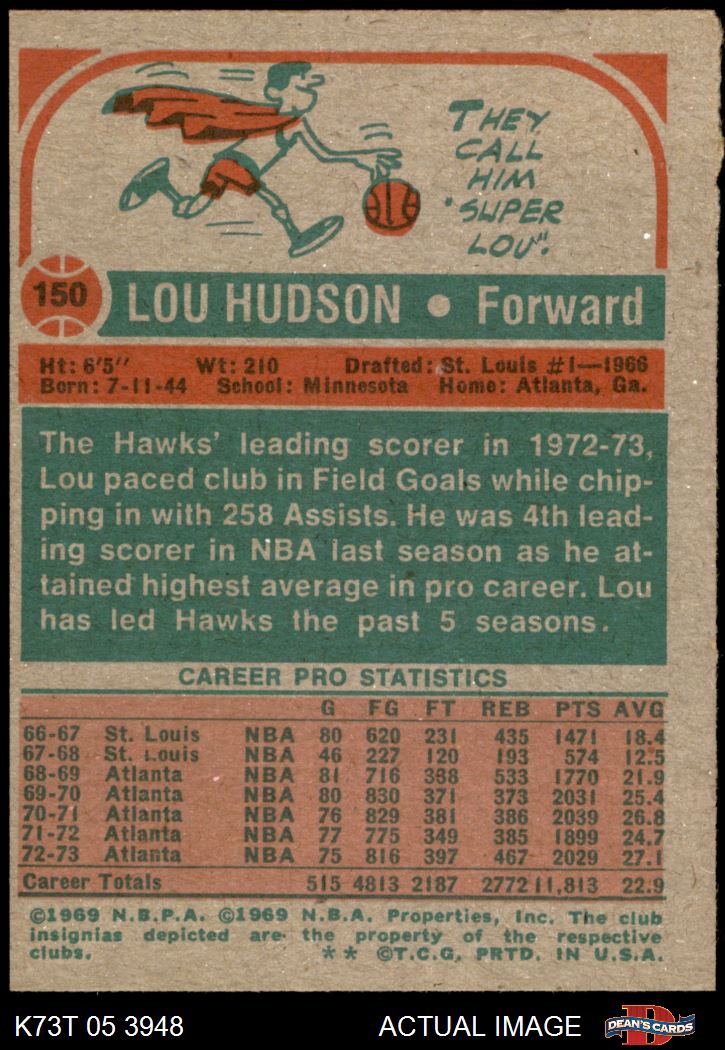 THEY
CALL
HIM
"SUPER
LOU".
150
LOU HUDSON • Forward
Ht: 6'5" Wt: 210 Drafted: St. Louis #1—1966
Born: 7-11-44 School: Minnesota Home: Atlanta, Ga.
The Hawks' leading scorer in 1972-73,
Lou paced club in Field Goals while chip-
ping in with 258 Assists. He was 4th lead-
ing scorer in NBA last season as he at-
tained highest average in pro career. Lou
has led Hawks the past 5 seasons.
CAREER PRO STATISTICS
G FG FT REB PTS AVG
66-67 St. Louis NBA 80 620 231 435 1471 18.4
67-68 St. Louis NBA 46 227 120 193 574 12.5
68-69 Atlanta NBA 81 716 388 533 1770 21.9
69-70 Atlanta NBA 80 830 371 373 2031 25.4
70-71 Atlanta NBA 76 829 381 386 2039 26.8
71-72 Atlanta NBA 77 775 349 385 1899 24.7
72-73 Atlanta NBA 75 816 397 467 2029 27.1
Career Totals 515 4813 2187 2772 11,813 22.9
©1969 N.B.P.A. ©1969 N.B.A. Properties, Inc. The club
insignias depicted are the property of the respective
clubs. ** ©T.C.G. PRTD. IN U.S.A.
K73T 05 3948 ACTUAL IMAGE D DEAN'S CARDS